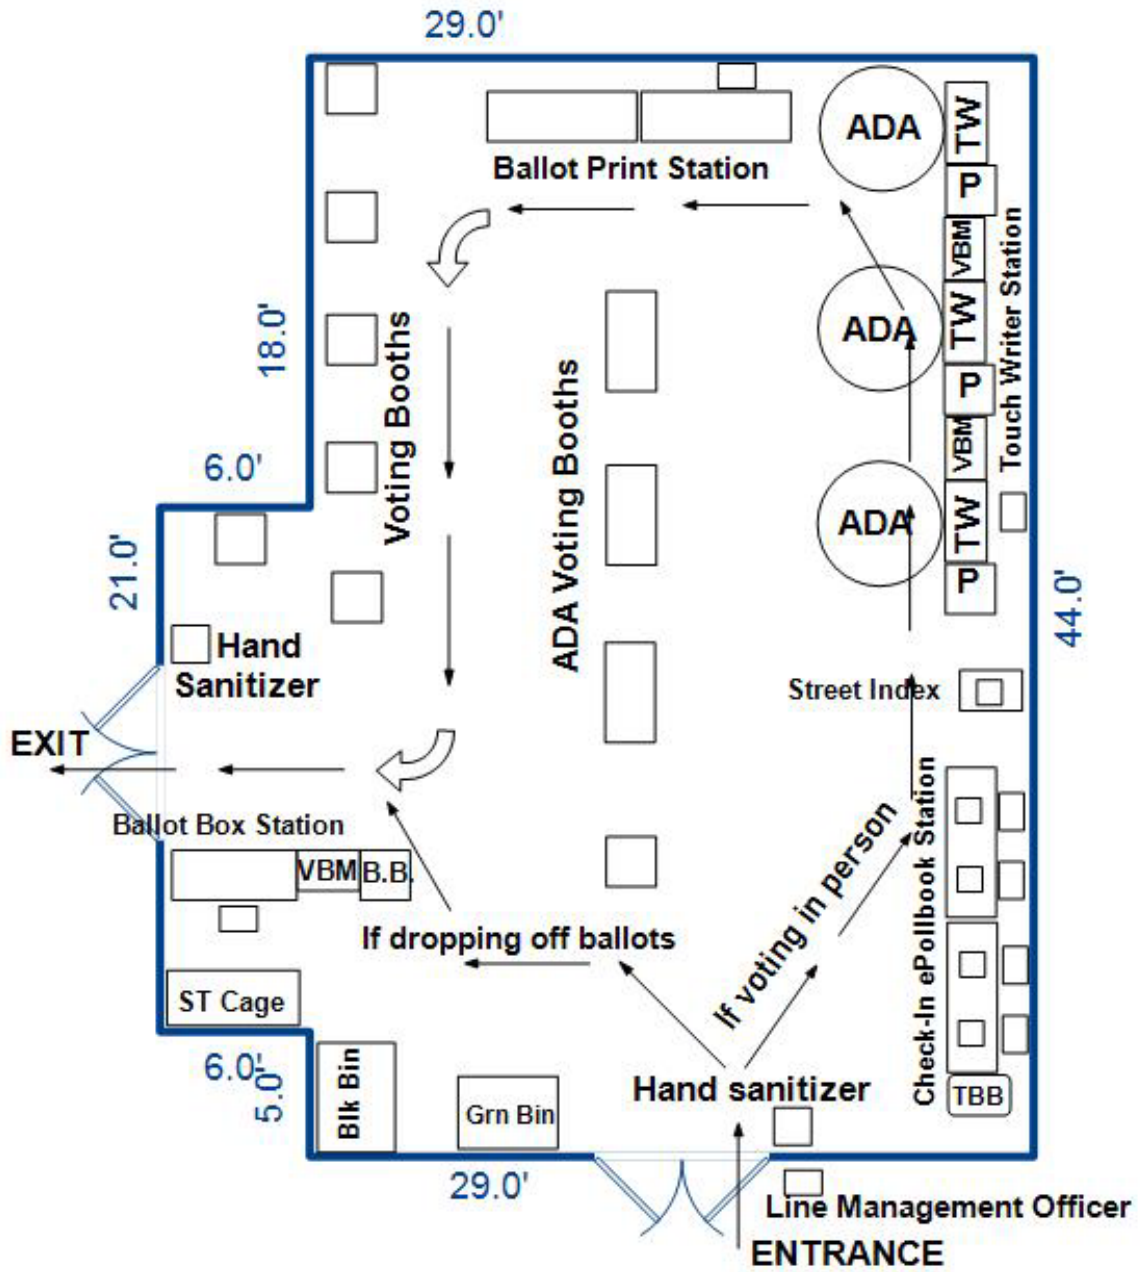 29.0'
ADA
TW
P
Ballot Print Station
VBM
Touch Writer Station
18.0'
Voting Booths
ADA
TW
P
ADA Voting Booths
VBM
6.0'
ADA
TW
P
21.0'
44.0'
Hand
Sanitizer
Street Index
EXIT
Ballot Box Station
VBM
B.B.
If dropping off ballots
If voting in person
Check-In ePollbook Station
ST Cage
6.0'
5.0'
Blk Bin
Grn Bin
Hand sanitizer
TBB
29.0'
Line Management Officer
ENTRANCE